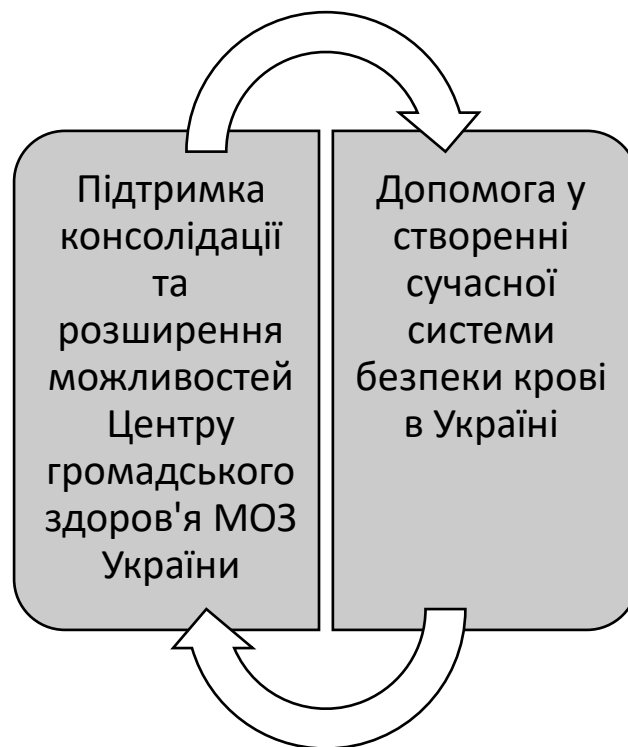 Підтримка
консолідації
та
розширення
можливостей
Центру
громадського
здоров'я МОЗ
України
Допомога у
створенні
сучасної
системи
безпеки крові
в Україні